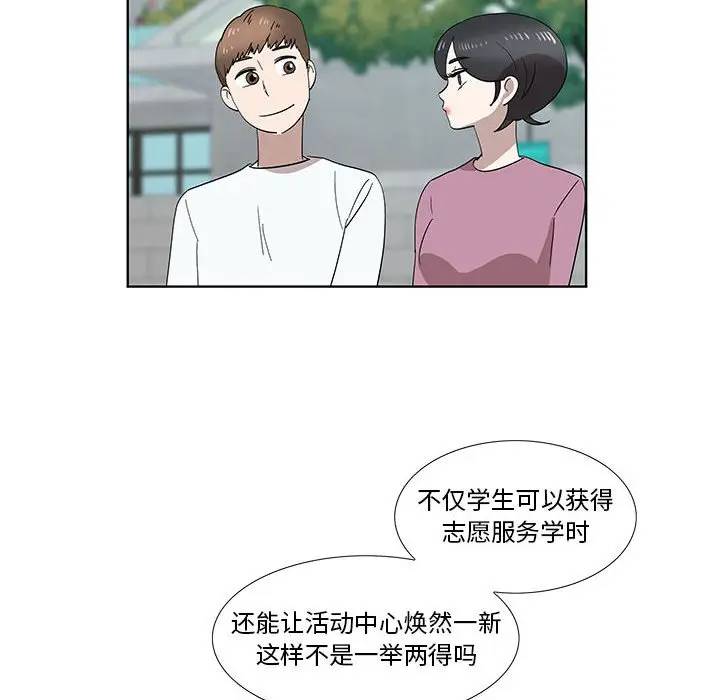 不仅学生可以获得
志愿服务学时
还能让活动中心焕然一新
这样不是一举两得吗